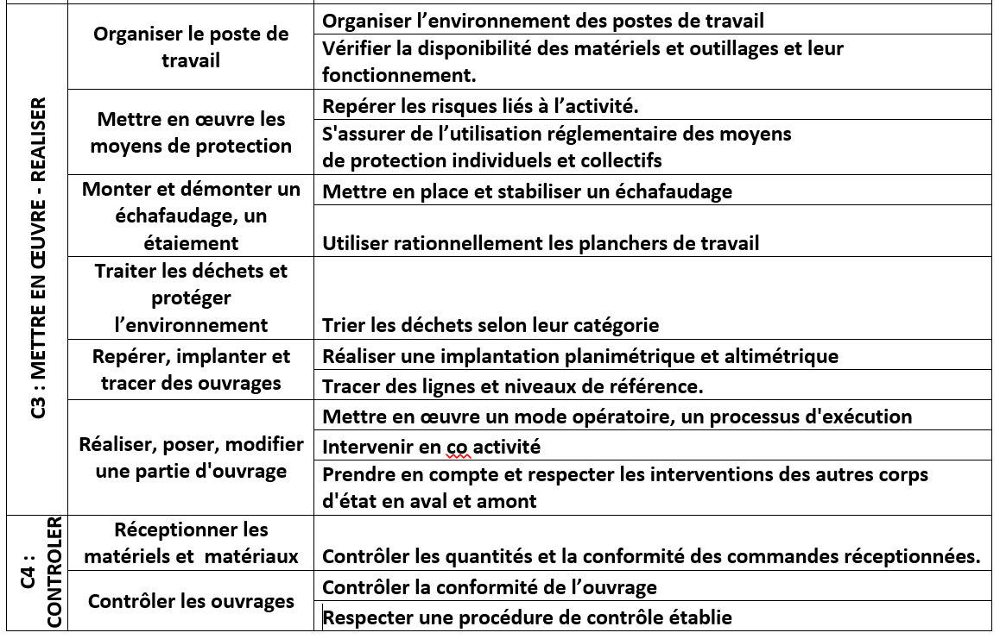 C3 : METTRE EN ŒUVRE - REALISER
Organiser le poste de
travail
Organiser l’environnement des postes de travail
Vérifier la disponibilité des matériels et outillages et leur
fonctionnement.
Mettre en œuvre les
moyens de protection
Repérer les risques liés à l’activité.
S'assurer de l’utilisation réglementaire des moyens
de protection individuels et collectifs
Monter et démonter un
échafaudage, un
étaiement
Mettre en place et stabiliser un échafaudage
Utiliser rationnellement les planchers de travail
Traiter les déchets et
protéger
l’environnement
Trier les déchets selon leur catégorie
Repérer, implanter et
tracer des ouvrages
Réaliser une implantation planimétrique et altimétrique
Tracer des lignes et niveaux de référence.
Réaliser, poser, modifier
une partie d'ouvrage
Mettre en œuvre un mode opératoire, un processus d'exécution
Intervenir en co activité
Prendre en compte et respecter les interventions des autres corps
d'état en aval et amont
C4 :
CONTROLER
Réceptionner les
matériels et  matériaux
Contrôler les quantités et la conformité des commandes réceptionnées.
Contrôler les ouvrages
Contrôler la conformité de l’ouvrage
Respecter une procédure de contrôle établie